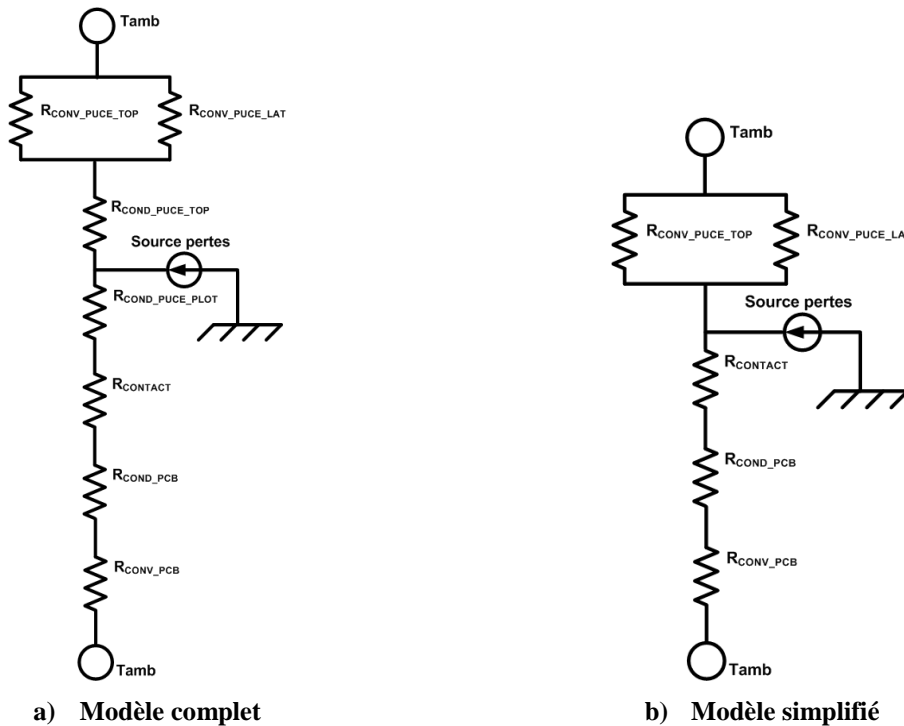 Tamb
RCONV_PUCE_TOP
RCONV_PUCE_LAT
RCOND_PUCE_TOP
Source pertes
RCOND_PUCE_PLOT
RCONTACT
RCOND_PCB
RCONV_PCB
Tamb
a) Modèle complet
Tamb
RCONV_PUCE_TOP
RCONV_PUCE_LA
Source pertes
RCONTACT
RCOND_PCB
RCONV_PCB
Tamb
b) Modèle simplifié